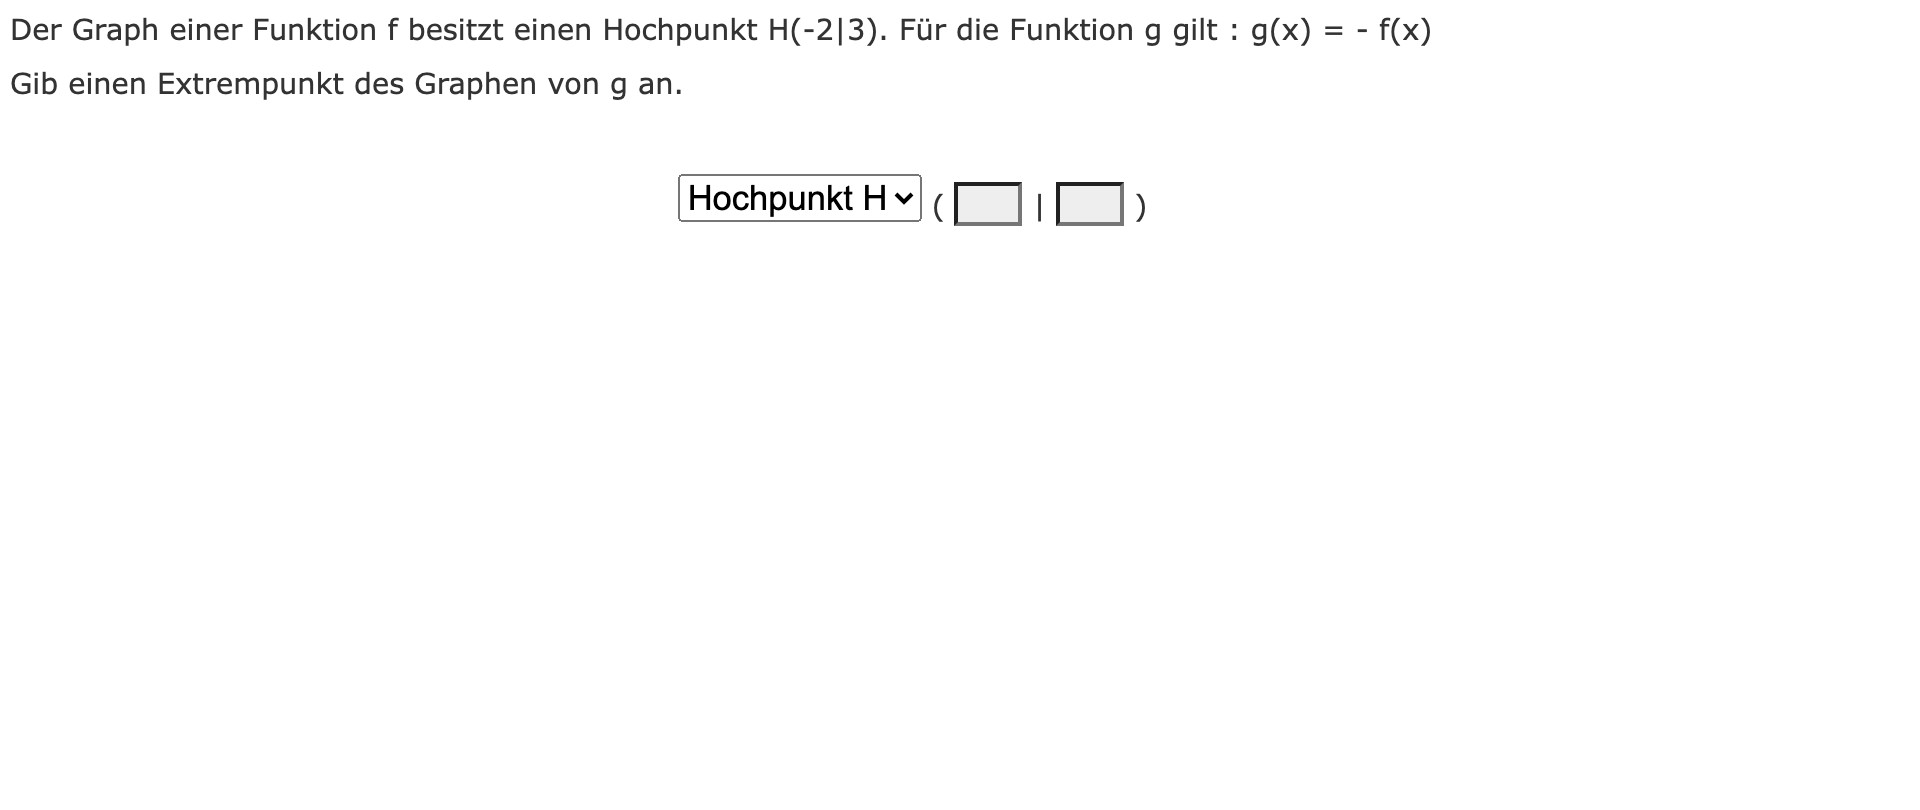 Der Graph einer Funktion f besitzt einen Hochpunkt H(-2|3). Für die Funktion g gilt : g(x) = - f(x)
Gib einen Extrempunkt des Graphen von g an.
Hochpunkt H ( | )